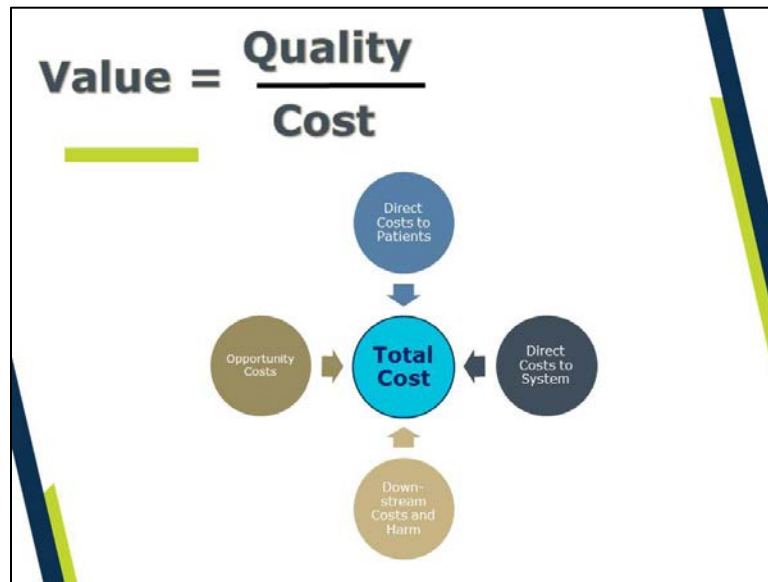 Value = Quality
Cost
Direct
Costs to
Patients
Opportunity
Costs
Total
Cost
Direct
Costs to
System
Down-
stream
Costs and
Harm